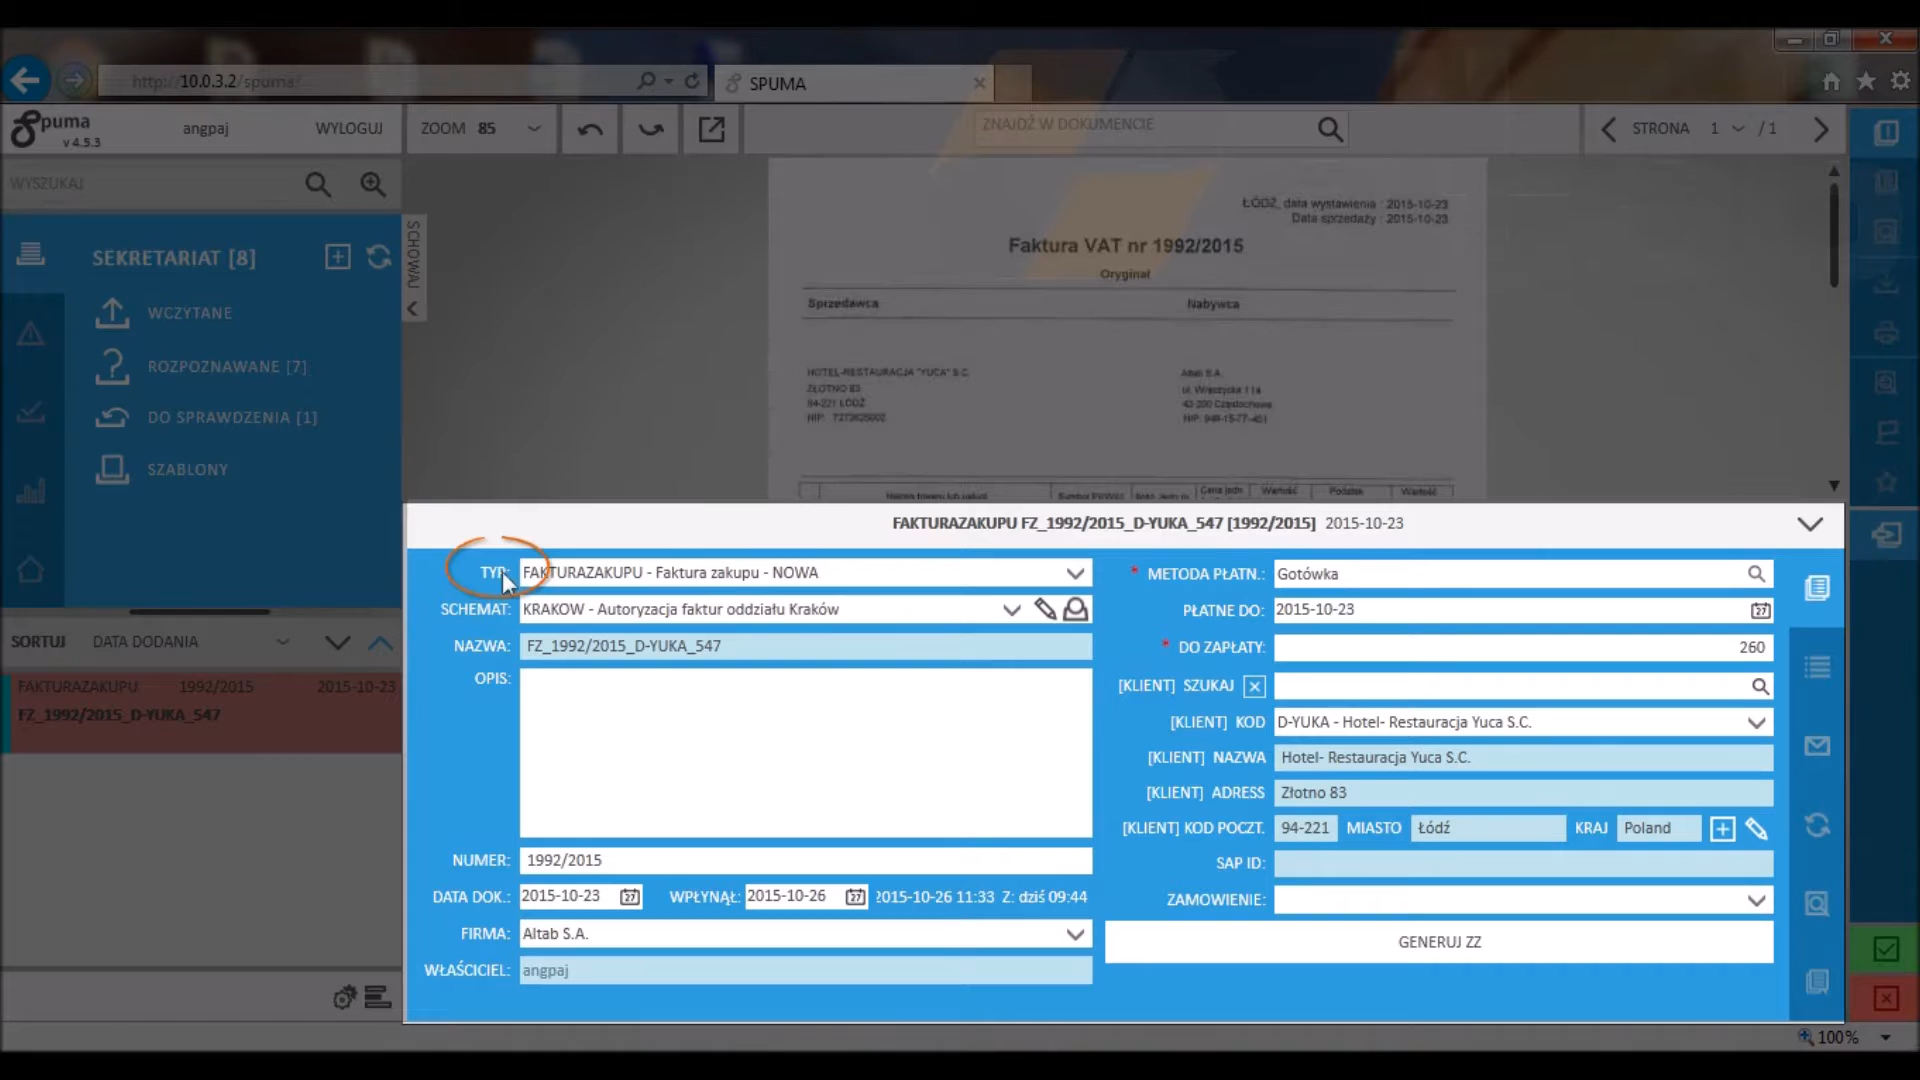 http://10.0.3.2/spuma/
SPUMA
Spuma
v 4.5.3
angpaj
WYLOGUJ
ZOOM 85
ZNAJDŹ W DOKUMENCIE
STRONA 1 / 1
WYSZUKAJ
SEKRETARIAT [8]
WCZYTANE
ROZPOZNAWANE [7]
DO SPRAWDZENIA [1]
SZABLONY
SCHOWAJ
SORTUJ DATA DODANIA
FAKTURAZAKUPU 1992/2015 2015-10-23
FZ_1992/2015_D-YUKA_547
ŁÓDŹ, data wystawienia : 2015-10-23
Data sprzedaży : 2015-10-23
Faktura VAT nr 1992/2015
Oryginał
Sprzedawca Nabywca
HOTEL-RESTAURACJA "YUCA" S.C.
ZŁOTNO 83
94-221 ŁÓDŹ
Altab S.A.
FAKTURAZAKUPU FZ_1992/2015_D-YUKA_547 [1992/2015] 2015-10-23
TYP: FAKTURAZAKUPU - Faktura zakupu - NOWA
SCHEMAT: KRAKOW - Autoryzacja faktur oddziału Kraków
NAZWA: FZ_1992/2015_D-YUKA_547
OPIS:
NUMER: 1992/2015
DATA DOK.: 2015-10-23 27 WPŁYNĄŁ: 2015-10-26 27 2015-10-26 11:33 Z: dziś 09:44
FIRMA: Altab S.A.
WŁAŚCICIEL: angpaj
* METODA PŁATN.: Gotówka
PŁATNE DO: 2015-10-23 27
* DO ZAPŁATY: 260
[KLIENT] SZUKAJ
[KLIENT] KOD D-YUKA - Hotel- Restauracja Yuca S.C.
[KLIENT] NAZWA Hotel- Restauracja Yuca S.C.
[KLIENT] ADRESS Złotno 83
[KLIENT] KOD POCZT. 94-221 MIASTO Łódź KRAJ Poland
SAP ID:
ZAMOWIENIE:
GENERUJ ZZ
100%